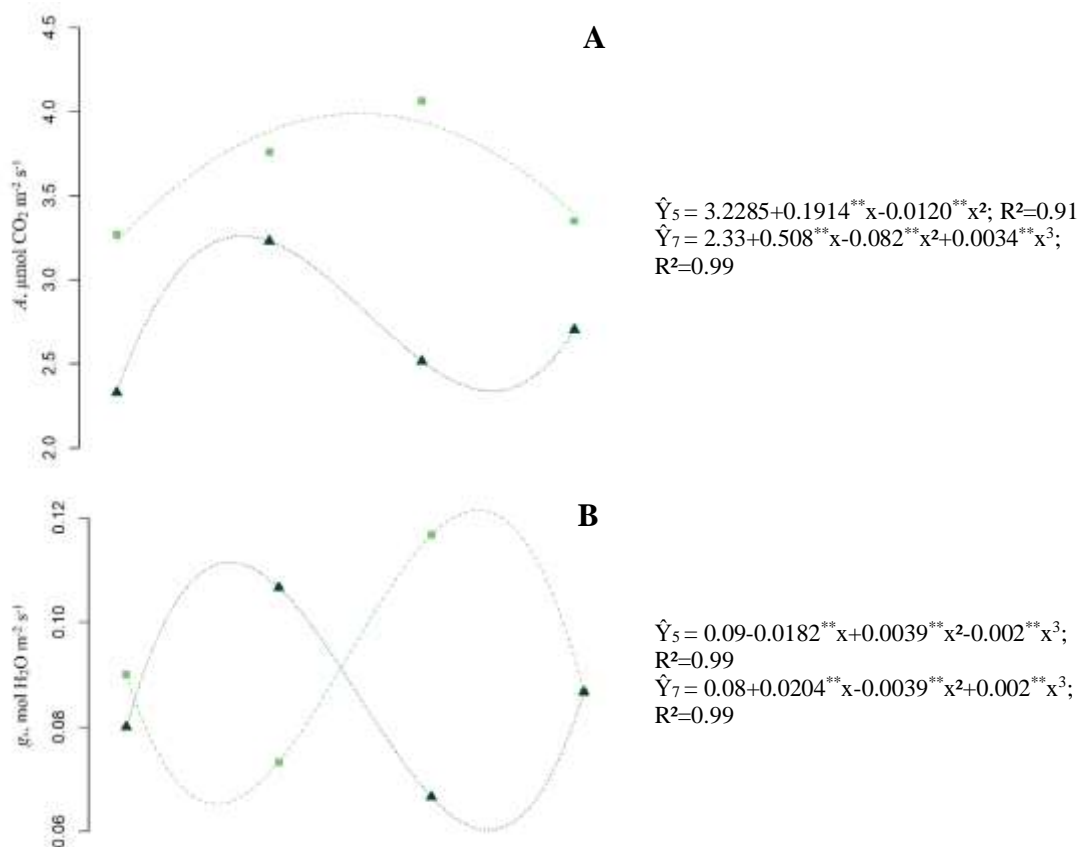 A
4.5
4.0
3.5
3.0
2.5
2.0
A, μmol CO₂ m⁻² s⁻¹
Ŷ₅ = 3.2285+0.1914**x-0.0120**x²; R²=0.91
Ŷ₇ = 2.33+0.508**x-0.082**x²+0.0034**x³;
R²=0.99
B
0.12
0.10
0.08
0.06
gₛ, mol H₂O m⁻² s⁻¹
Ŷ₅ = 0.09-0.0182**x+0.0039**x²-0.002**x³;
R²=0.99
Ŷ₇ = 0.08+0.0204**x-0.0039**x²+0.002**x³;
R²=0.99